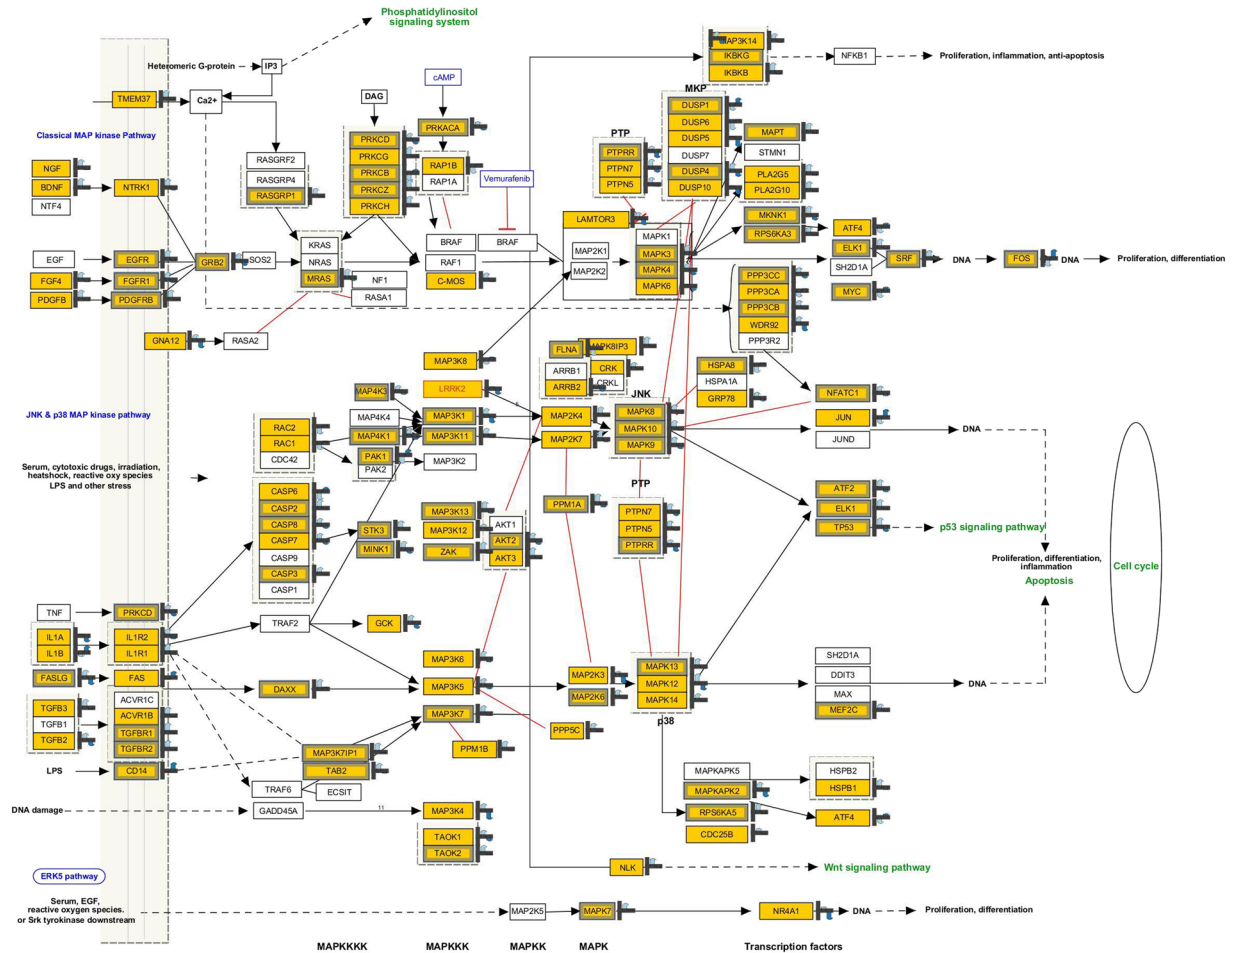 Phosphatidylinositol
signaling system
Heteromeric G-protein
IP3
cAMP
MAP3K14
IKBKG
IKBKB
NFKB1
Proliferation, inflammation, anti-apoptosis
TMEM37
Ca2+
DAG
PRKACA
MKP
DUSP1
DUSP6
DUSP5
DUSP7
DUSP4
DUSP10
Classical MAP kinase Pathway
PRKCD
PRKCG
PRKCB
PRKCZ
PRKCH
RAP1B
RAP1A
Vemurafenib
PTP
PTPRR
PTPN7
PTPN5
MAPT
STMN1
PLA2G5
PLA2G10
NGF
BDNF
NTF4
NTRK1
RASGRF2
RASGRP4
RASGRP1
LAMTOR3
MKNK1
RPS6KA3
ATF4
ELK1
SH2D1A
SRF
DNA
FOS
DNA
Proliferation, differentiation
MYC
EGF
FGF4
PDGFB
EGFR
FGFR1
PDGFRB
GRB2
SOS2
KRAS
NRAS
MRAS
NF1
RASA1
BRAF
RAF1
C-MOS
BRAF
MAP2K1
MAP2K2
MAPK1
MAPK3
MAPK4
MAPK6
PPP3CC
PPP3CA
PPP3CB
WDR92
PPP3R2
GNA12
RASA2
MAP3K8
FLNA
MAPK8IP3
ARRB1
ARRB2
CRK
CRKL
HSPA8
HSPA1A
GRP78
JNK & p38 MAP kinase pathway
MAP4K3
MAP4K4
MAP4K1
PAK1
PAK2
LRRK2
MAP3K1
MAP3K11
MAP3K2
MAP2K4
MAP2K7
JNK
MAPK8
MAPK10
MAPK9
NFATC1
JUN
JUND
DNA
RAC2
RAC1
CDC42
Serum, cytotoxic drugs, irradiation,
heatshock, reactive oxy species
LPS and other stress
CASP6
CASP2
CASP8
CASP7
CASP9
CASP3
CASP1
STK3
MINK1
MAP3K13
MAP3K12
ZAK
AKT1
AKT2
AKT3
PPM1A
PTP
PTPN7
PTPN5
PTPRR
ATF2
ELK1
TP53
p53 signaling pathway
Proliferation, differentiation,
inflammation
Apoptosis
Cell cycle
TNF
PRKCD
IL1A
IL1B
IL1R2
IL1R1
TRAF2
GCK
FASLG
FAS
DAXX
MAP3K6
MAP3K5
MAP3K7
MAP2K3
MAP2K6
MAPK13
MAPK12
MAPK14
p38
SH2D1A
DDIT3
MAX
MEF2C
DNA
TGFB3
TGFB1
TGFB2
ACVR1C
ACVR1B
TGFBR1
TGFBR2
PPP5C
PPM1B
MAP3K7IP1
TAB2
LPS
CD14
TRAF6
ECSIT
MAPKAPK5
MAPKAPK2
RPS6KA5
CDC25B
HSPB2
HSPB1
ATF4
DNA damage
GADD45A
11
MAP3K4
TAOK1
TAOK2
NLK
Wnt signaling pathway
ERK5 pathway
Serum, EGF,
reactive oxygen species.
or Srk tyrokinase downstream
MAP2K5
MAPK7
NR4A1
DNA
Proliferation, differentiation
MAPKKKK
MAPKKK
MAPKK
MAPK
Transcription factors